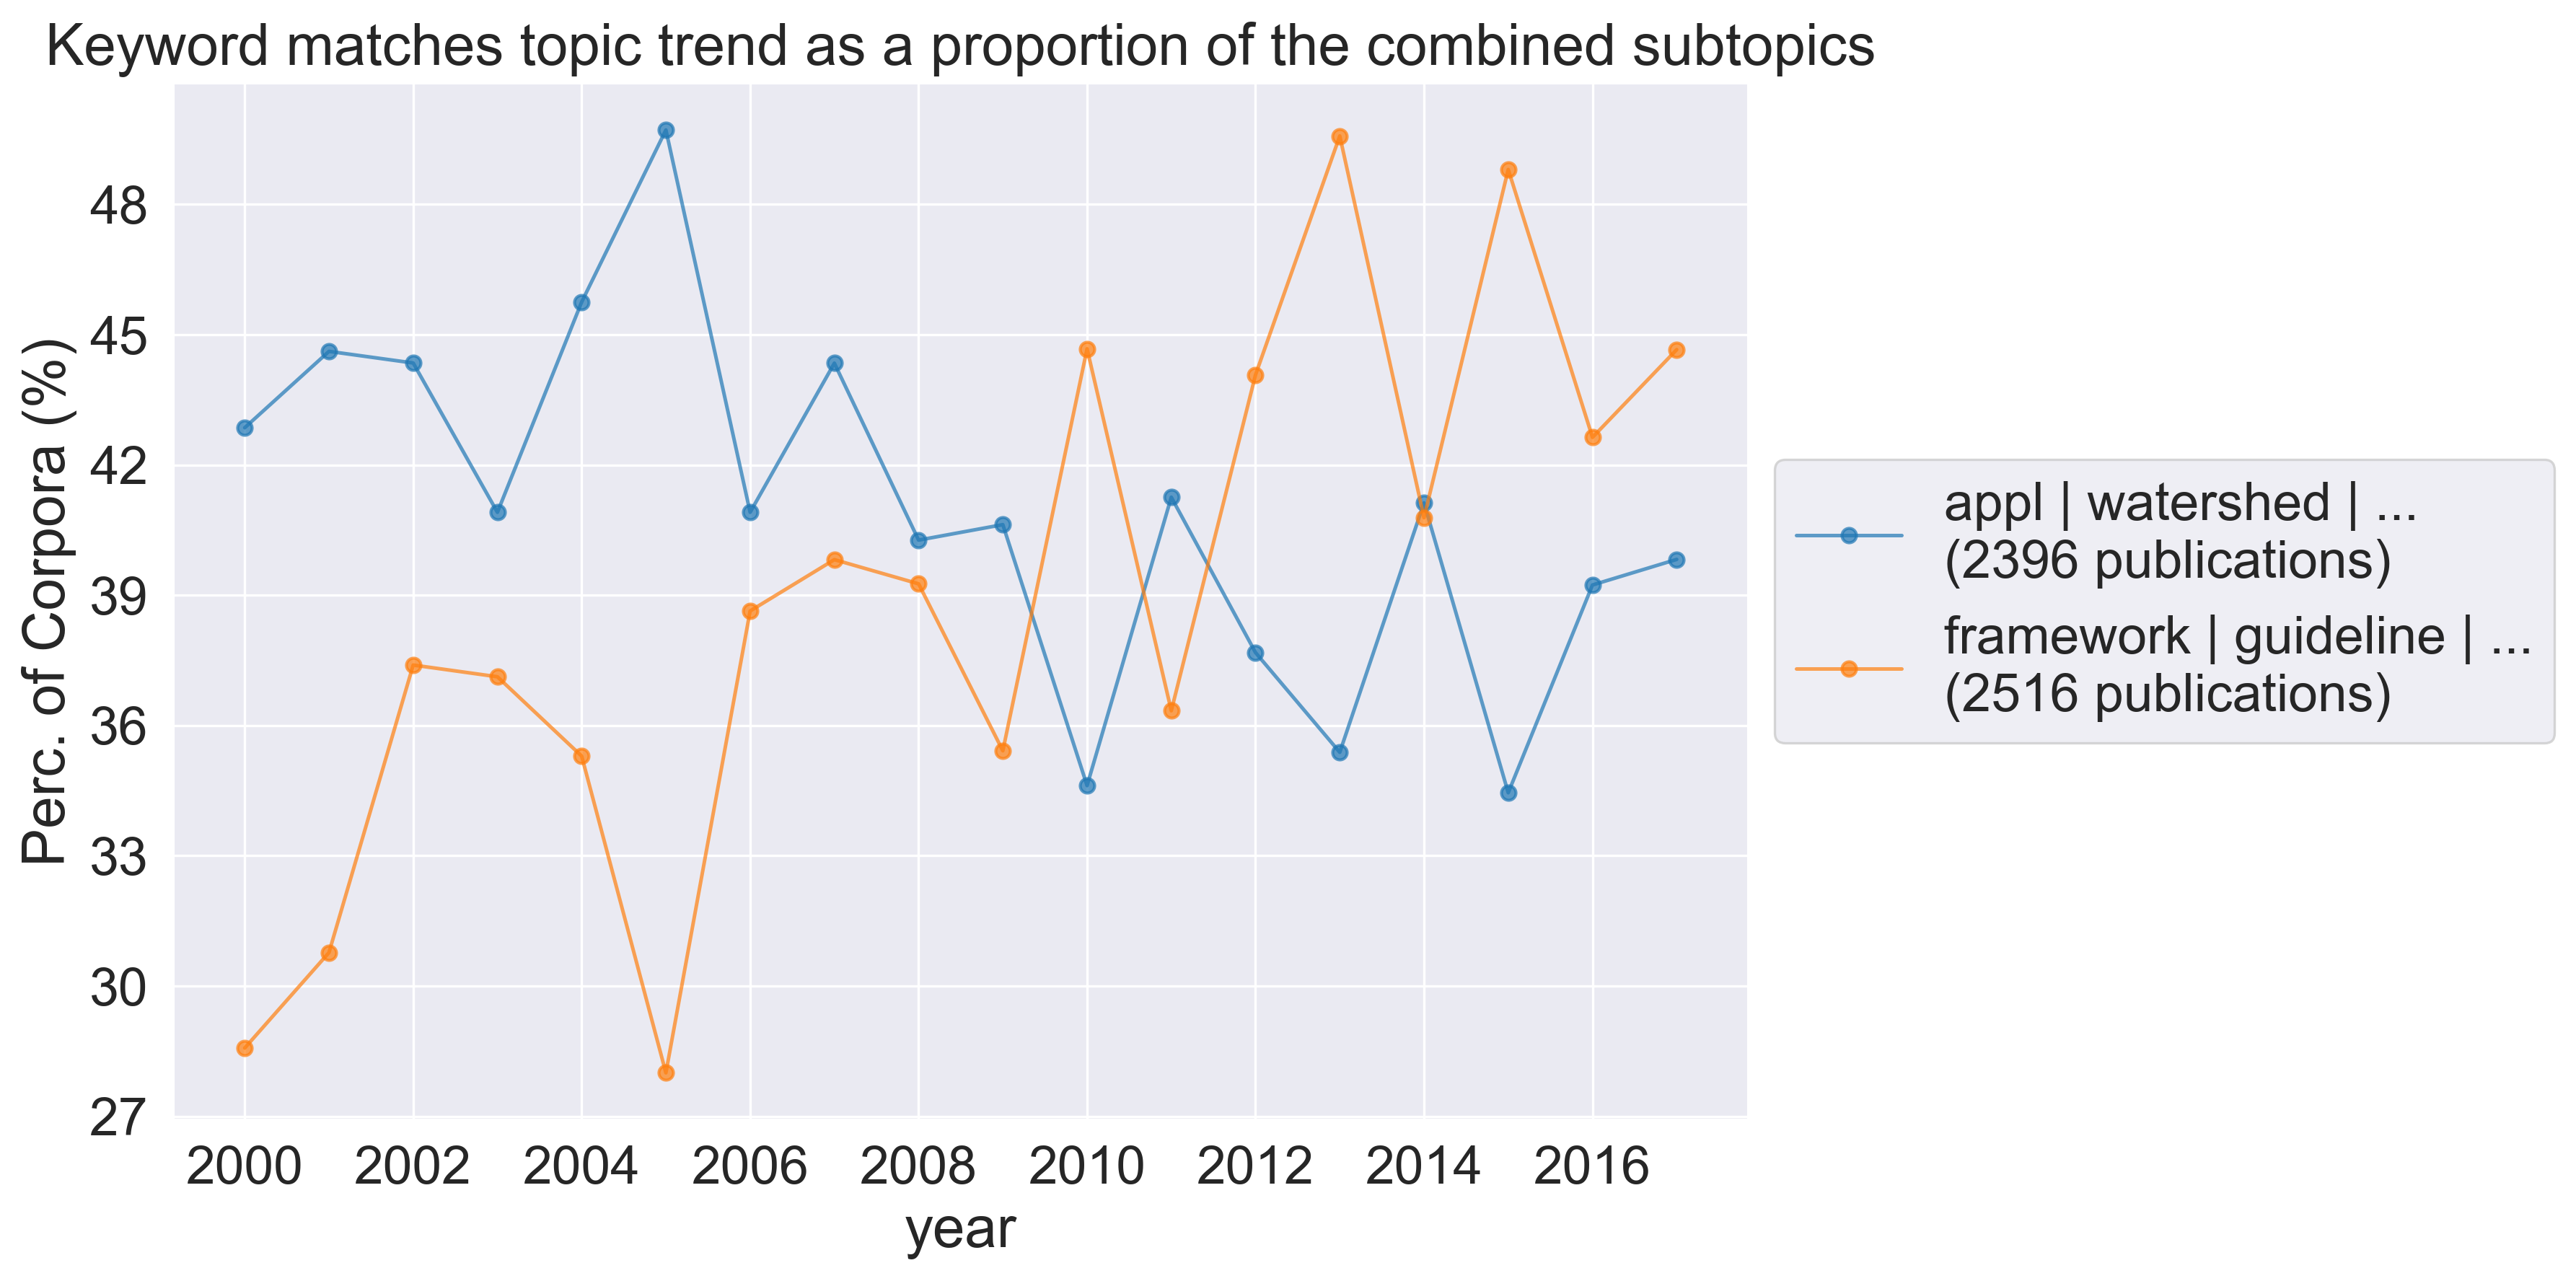 Keyword matches topic trend as a proportion of the combined subtopics
Perc. of Corpora (%)
48
45
42
39
36
33
30
27
2000 2002 2004 2006 2008 2010 2012 2014 2016
year
appl | watershed | ...
(2396 publications)
framework | guideline | ...
(2516 publications)